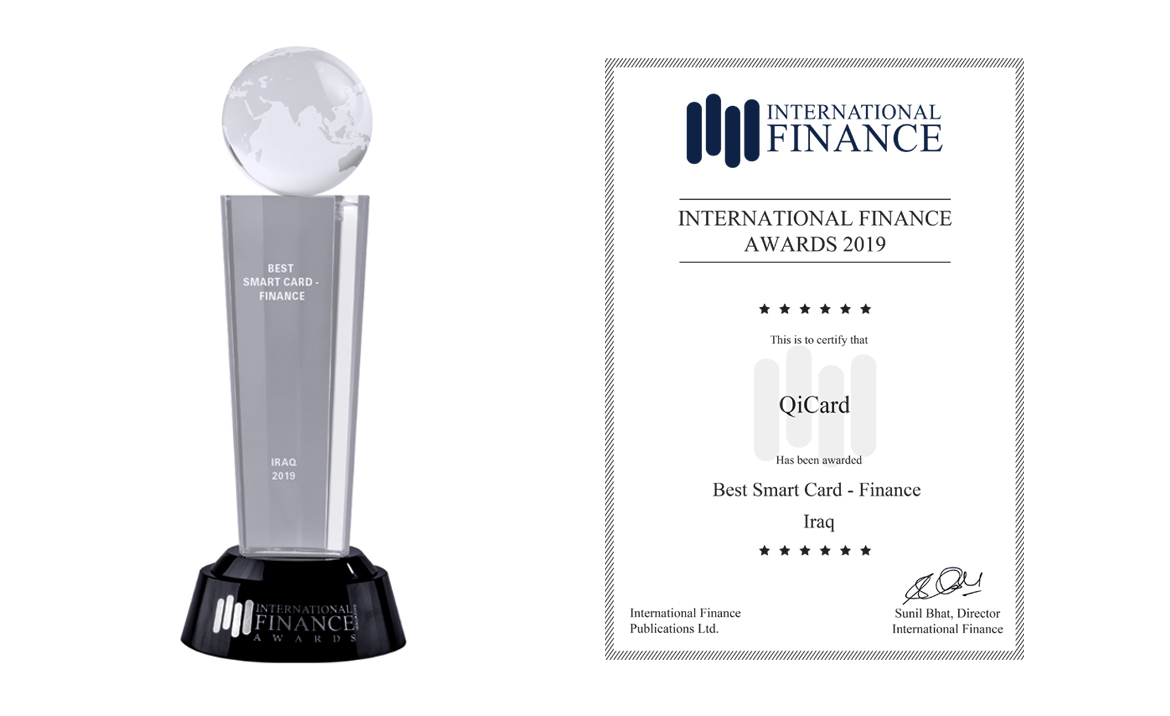 BEST
SMART CARD -
FINANCE
IRAQ
2019
INTERNATIONAL
FINANCE
AWARDS
INTERNATIONAL
FINANCE
INTERNATIONAL FINANCE
AWARDS 2019
This is to certify that
QiCard
Has been awarded
Best Smart Card - Finance
Iraq
International Finance
Publications Ltd.
Sunil Bhat, Director
International Finance